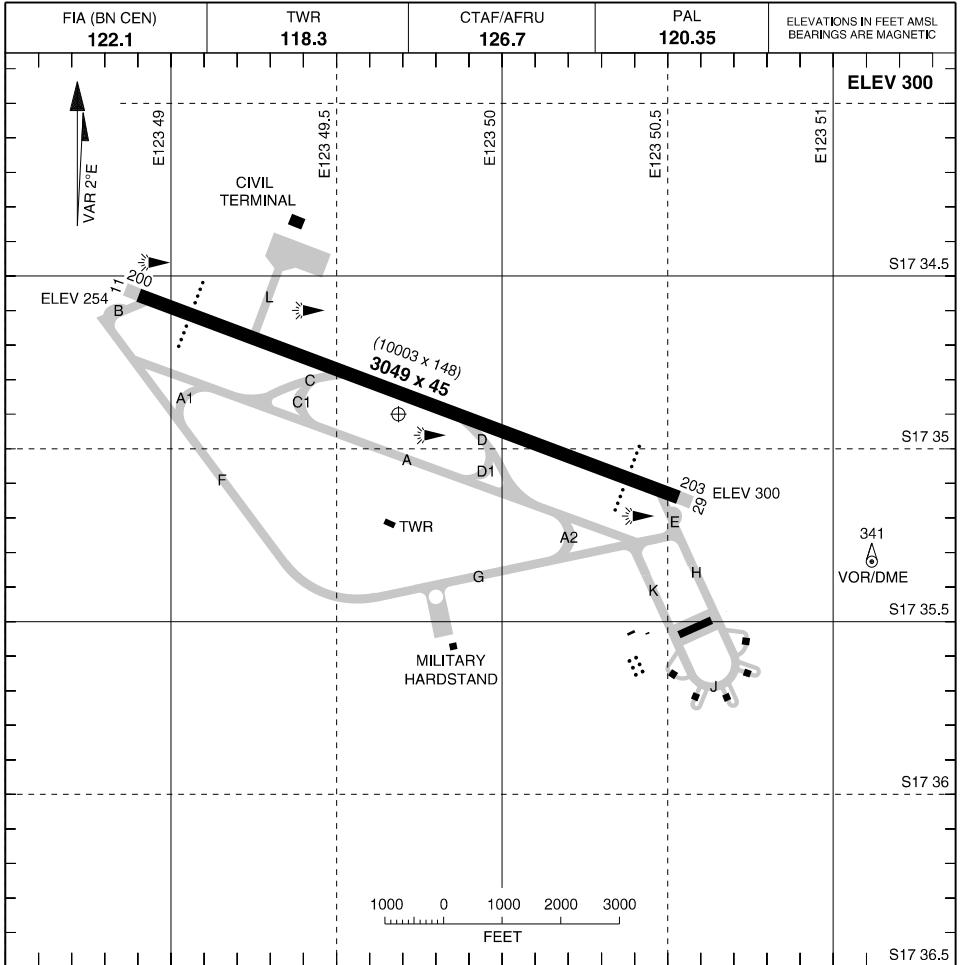 FIA (BN CEN)
122.1
TWR
118.3
CTAF/AFRU
126.7
PAL
120.35
ELEVATIONS IN FEET AMSL
BEARINGS ARE MAGNETIC
ELEV 300
VAR 2°E
E123 49
E123 49.5
E123 50
E123 50.5
E123 51
CIVIL
TERMINAL
S17 34.5
11
200
ELEV 254
B
L
(10003 x 148)
3049 x 45
C
C1
A1
S17 35
D
A
D1
F
203
29
ELEV 300
TWR
E
A2
341
VOR/DME
G
H
K
S17 35.5
MILITARY
HARDSTAND
J
S17 36
1000
0
1000
2000
3000
FEET
S17 36.5